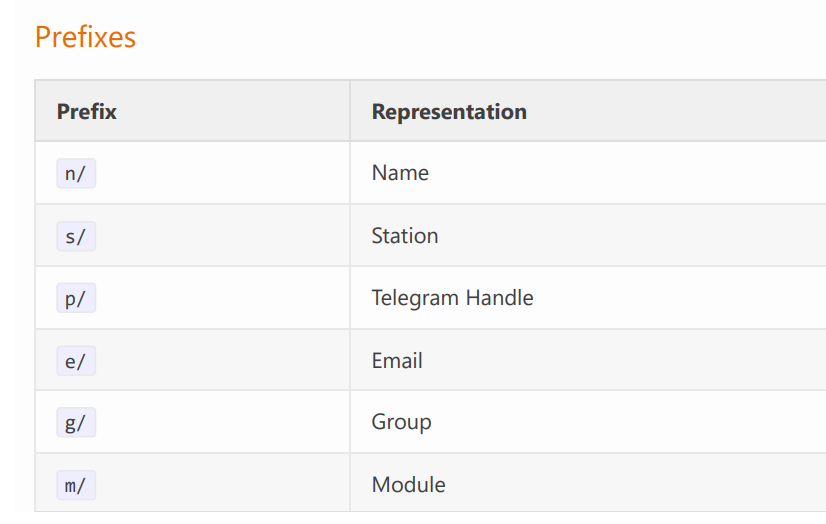 Prefixes
Prefix Representation
n/ Name
s/ Station
p/ Telegram Handle
e/ Email
g/ Group
m/ Module